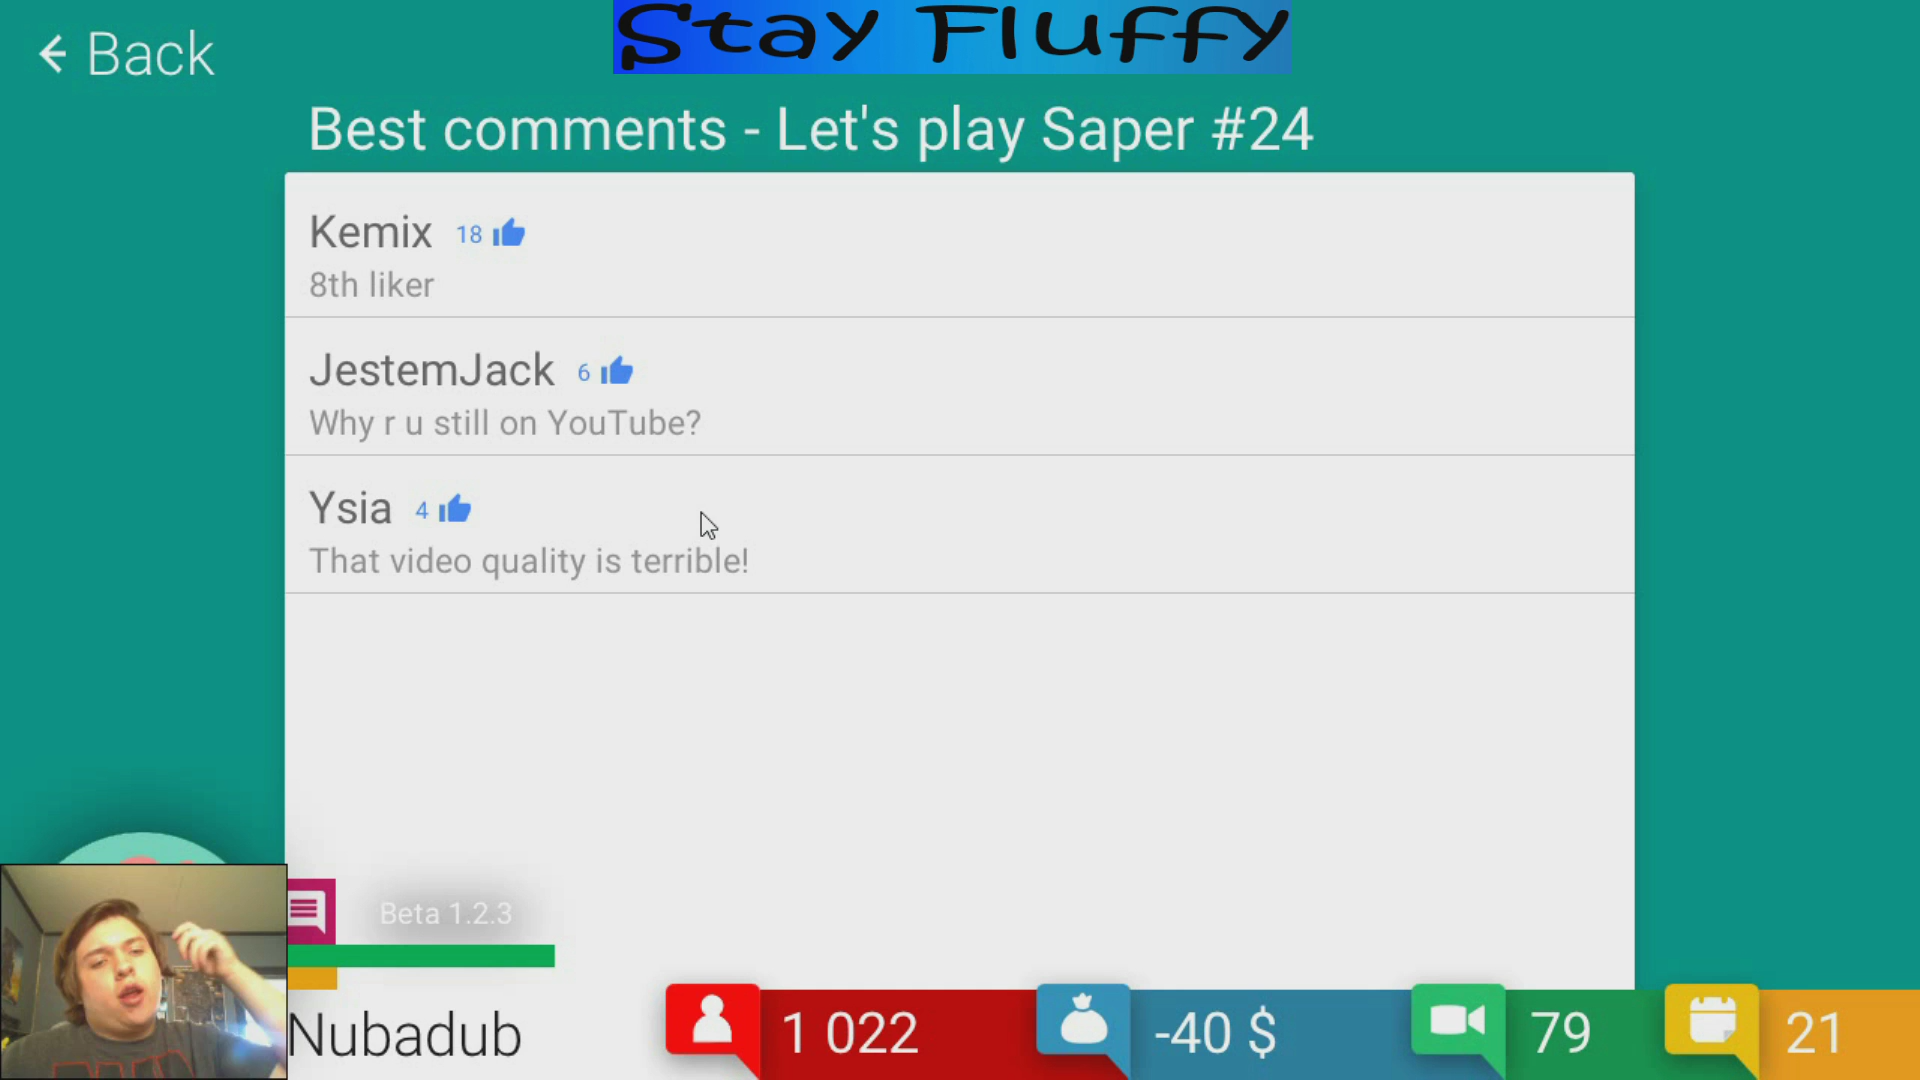 Stay Fluffy
Back
Best comments - Let's play Saper #24
Kemix 18
8th liker
JestemJack 6
Why r u still on YouTube?
Ysia 4
That video quality is terrible!
Beta 1.2.3
Nubadub
1 022
-40 $
79
21